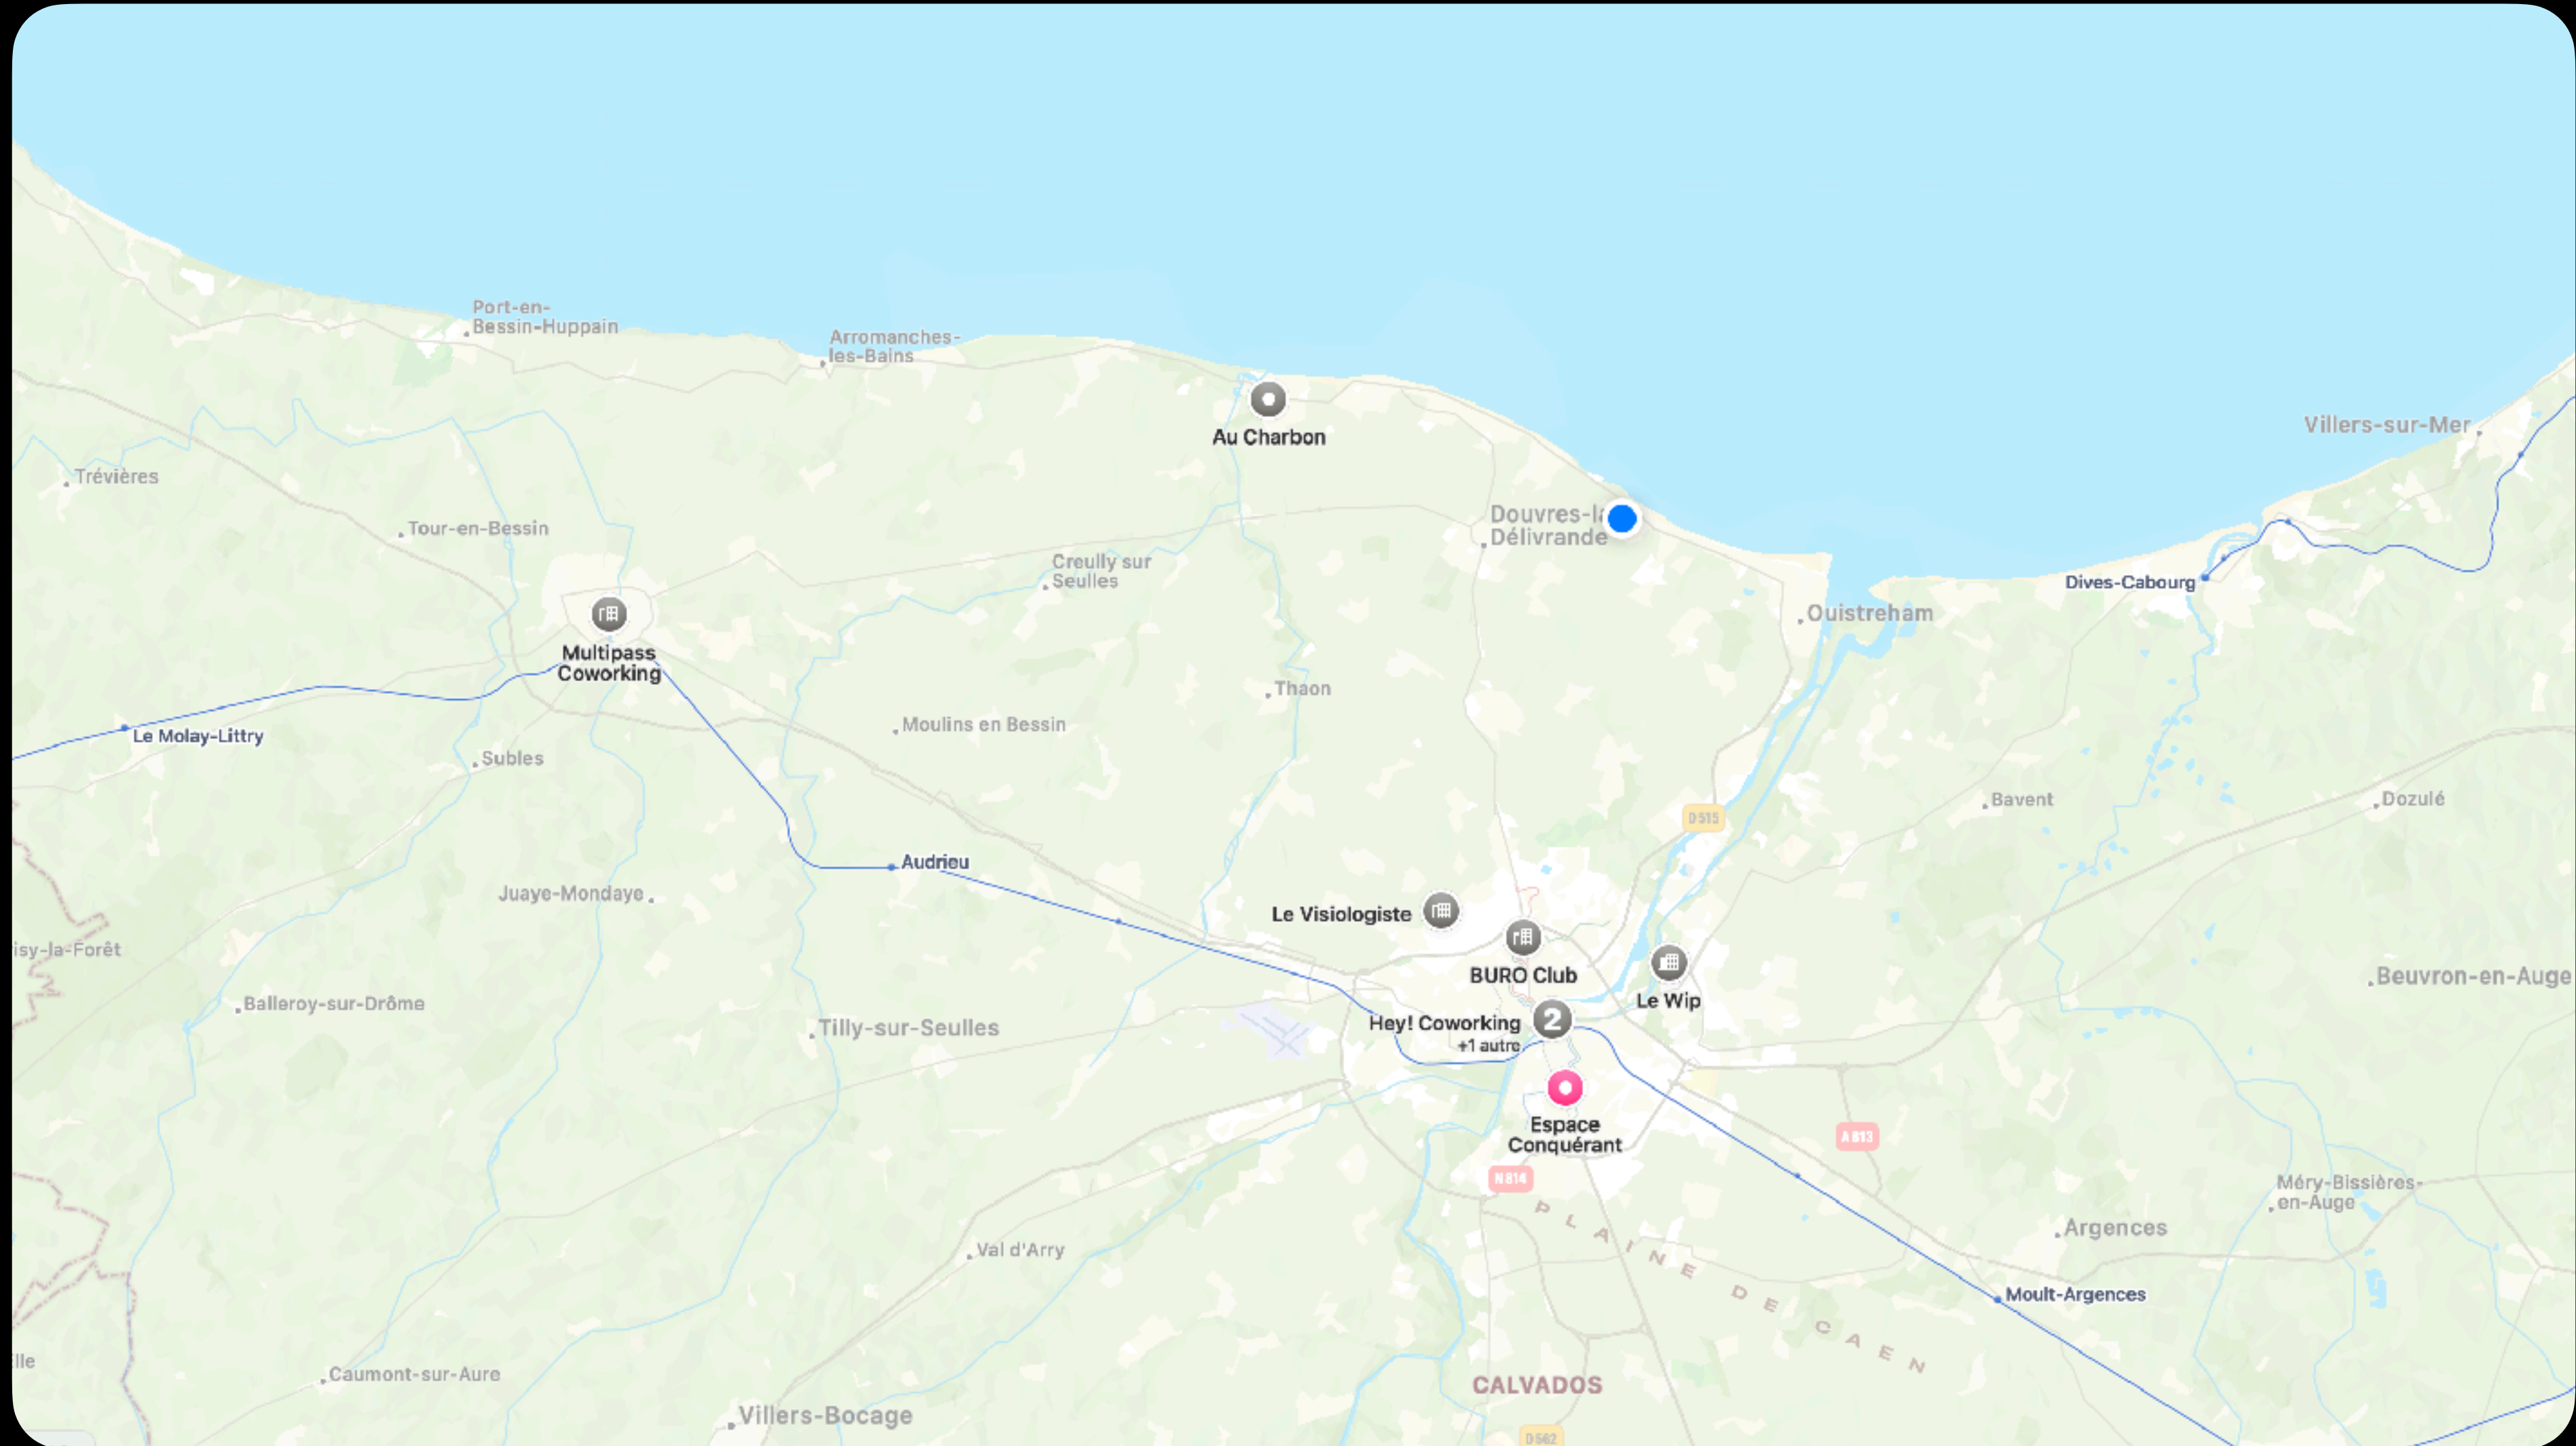 Port-en-
Bessin-Huppain
Arromanches-
les-Bains
Au Charbon
Villers-sur-Mer
Trévières
Tour-en-Bessin
Douvres-la
Délivrande
Creully sur
Seulles
Dives-Cabourg
Ouistreham
Multipass
Coworking
Thaon
Moulins en Bessin
Le Molay-Littry
Subles
Bavent
Dozulé
D 515
Audrieu
Juaye-Mondaye
Le Visiologiste
isy-la-Forêt
BURO Club
Beuvron-en-Auge
Le Wip
Balleroy-sur-Drôme
Tilly-sur-Seulles
Hey! Coworking
2
+1 autre
Espace
Conquérant
A 813
N 814
Méry-Bissières-
en-Auge
PLAINE DE CAEN
Argences
Val d'Arry
Moult-Argences
lle
Caumont-sur-Aure
CALVADOS
Villers-Bocage
D 562